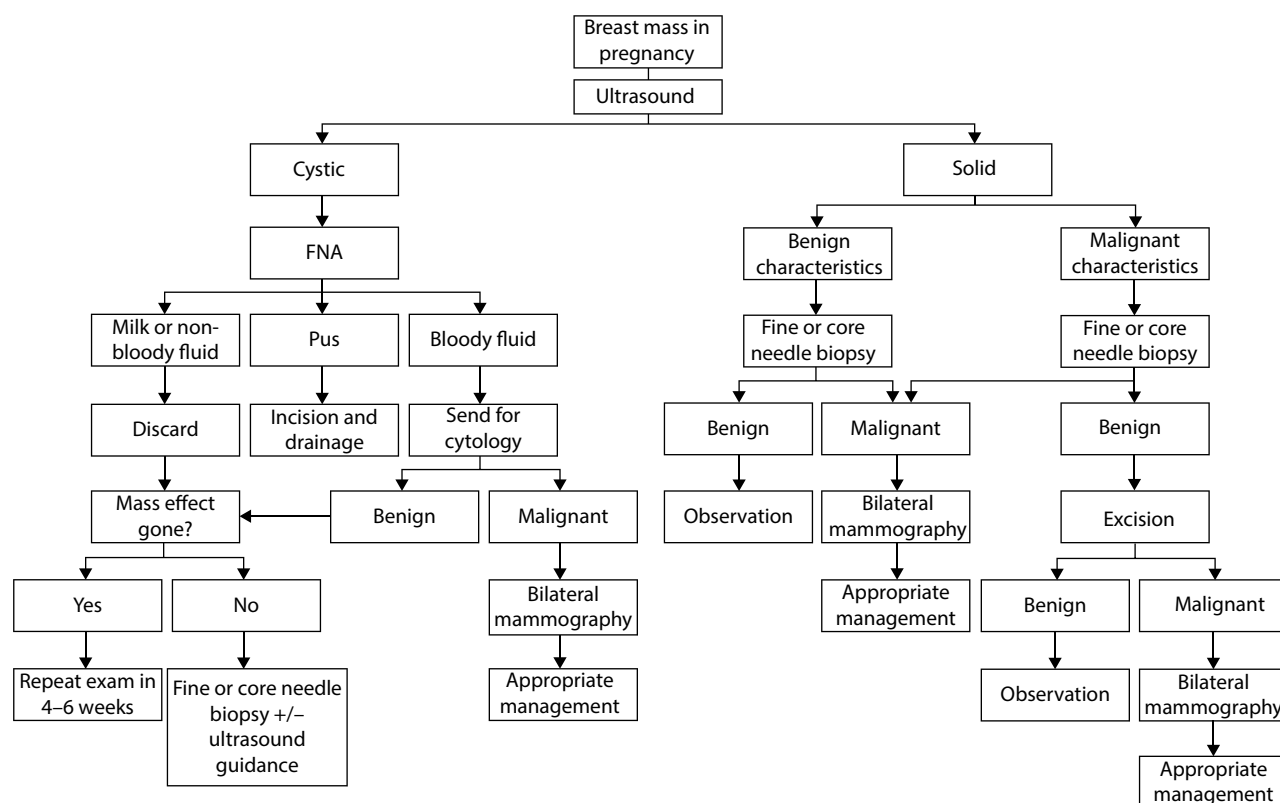 Breast mass in
pregnancy
Ultrasound
Cystic
Solid
FNA
Benign
characteristics
Malignant
characteristics
Milk or non-
bloody fluid
Pus
Bloody fluid
Fine or core
needle biopsy
Fine or core
needle biopsy
Discard
Incision and
drainage
Send for
cytology
Benign
Malignant
Benign
Mass effect
gone?
Benign
Malignant
Observation
Bilateral
mammography
Excision
Yes
No
Bilateral
mammography
Appropriate
management
Benign
Malignant
Repeat exam in
4–6 weeks
Fine or core needle
biopsy +/–
ultrasound
guidance
Appropriate
management
Observation
Bilateral
mammography
Appropriate
management